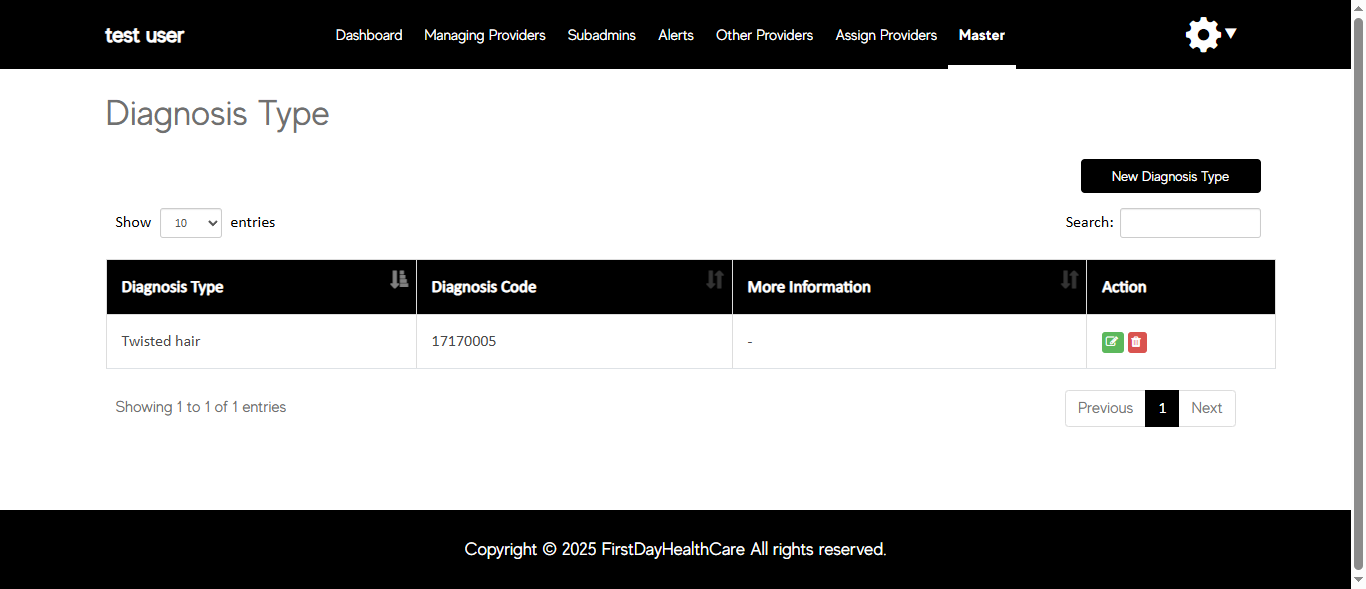 test user Dashboard Managing Providers Subadmins Alerts Other Providers Assign Providers Master
Diagnosis Type
New Diagnosis Type
Show 10 entries Search:
Diagnosis Type Diagnosis Code More Information Action
Twisted hair 17170005 -
Showing 1 to 1 of 1 entries Previous 1 Next
Copyright © 2025 FirstDayHealthCare All rights reserved.